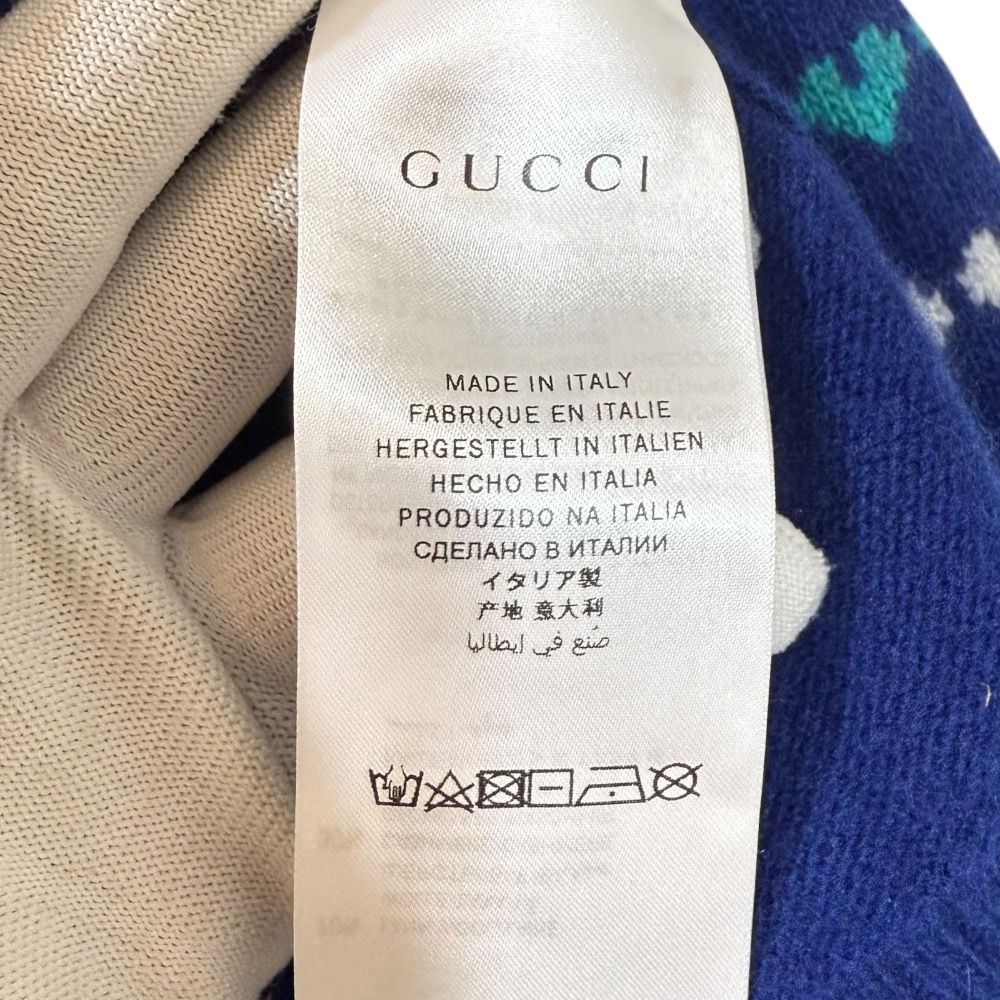 GUCCI
MADE IN ITALY
FABRIQUE EN ITALIE
HERGESTELLT IN ITALIEN
HECHO EN ITALIA
PRODUZIDO NA ITALIA
СДЕЛАНО В ИТАЛИИ
イタリア製
产地 意大利
صُنع في ايطاليا